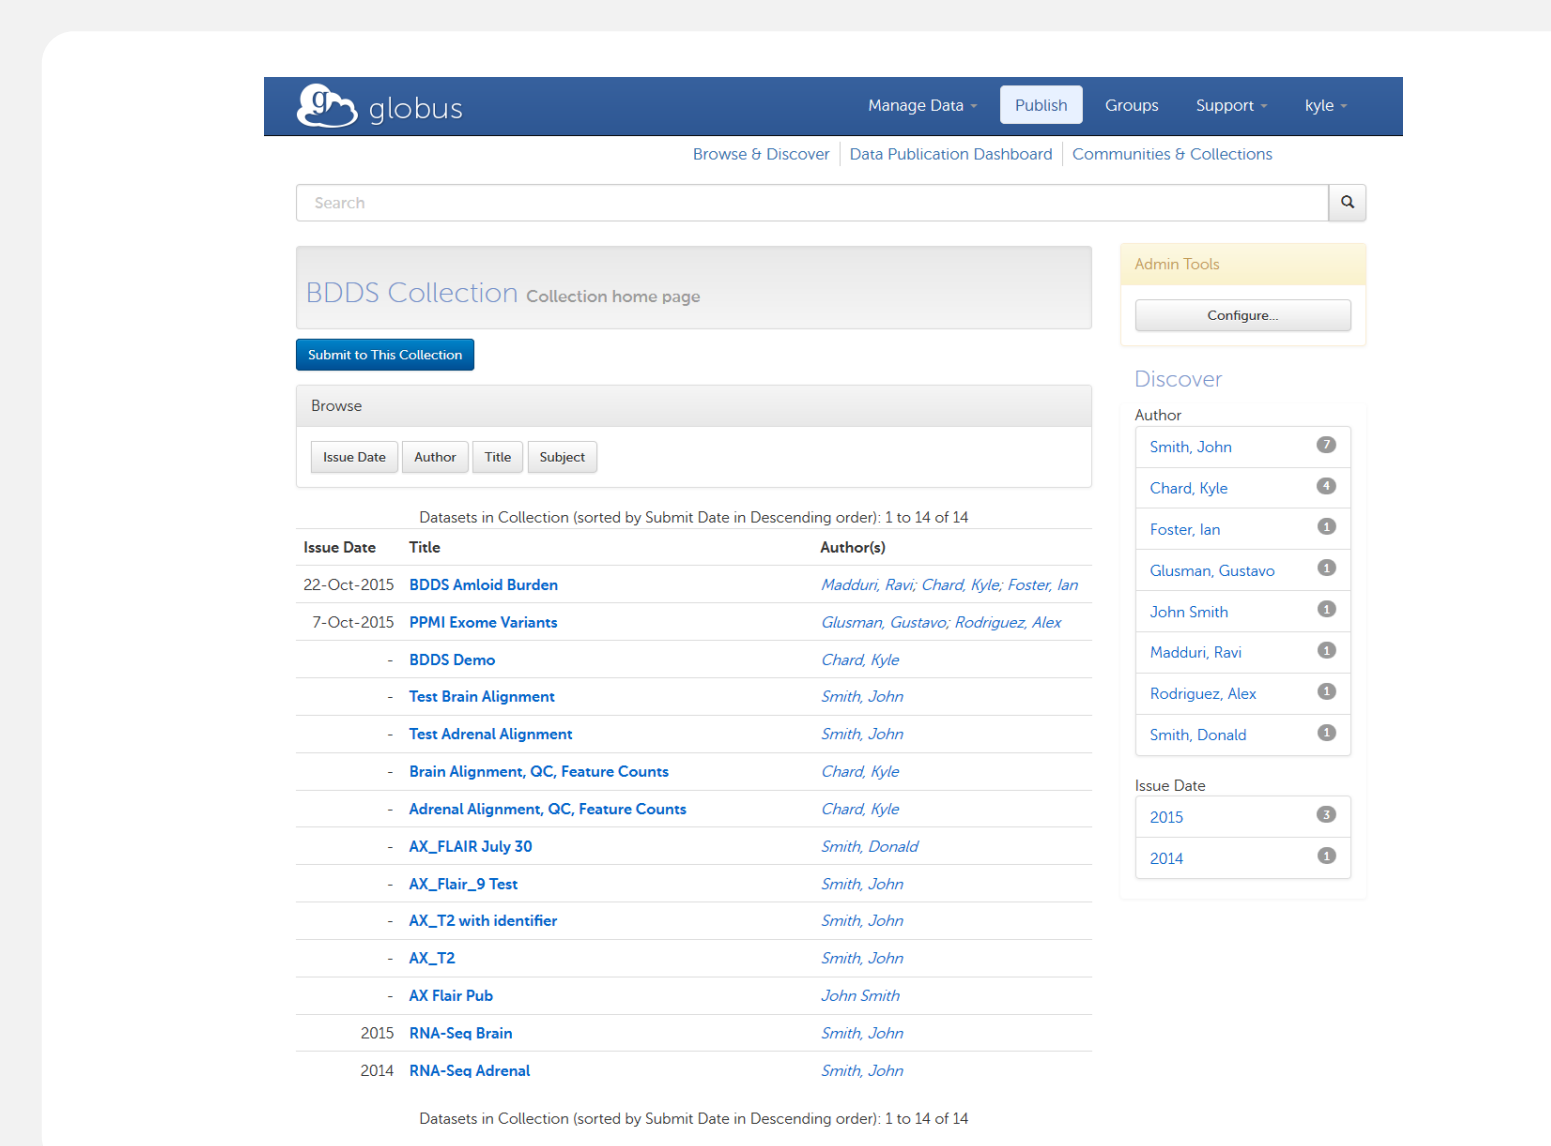 globus
Manage Data Publish Groups Support kyle
Browse & Discover Data Publication Dashboard Communities & Collections
Search
BDDS Collection Collection home page
Submit to This Collection
Browse
Issue Date Author Title Subject
Datasets in Collection (sorted by Submit Date in Descending order): 1 to 14 of 14
Issue Date Title Author(s)
22-Oct-2015 BDDS Amloid Burden Madduri, Ravi; Chard, Kyle; Foster, Ian
7-Oct-2015 PPMI Exome Variants Glusman, Gustavo; Rodriguez, Alex
- BDDS Demo Chard, Kyle
- Test Brain Alignment Smith, John
- Test Adrenal Alignment Smith, John
- Brain Alignment, QC, Feature Counts Chard, Kyle
- Adrenal Alignment, QC, Feature Counts Chard, Kyle
- AX_FLAIR July 30 Smith, Donald
- AX_Flair_9 Test Smith, John
- AX_T2 with identifier Smith, John
- AX_T2 Smith, John
- AX Flair Pub John Smith
2015 RNA-Seq Brain Smith, John
2014 RNA-Seq Adrenal Smith, John
Datasets in Collection (sorted by Submit Date in Descending order): 1 to 14 of 14
Admin Tools
Configure...
Discover
Author
Smith, John 7
Chard, Kyle 4
Foster, Ian 1
Glusman, Gustavo 1
John Smith 1
Madduri, Ravi 1
Rodriguez, Alex 1
Smith, Donald 1
Issue Date
2015 3
2014 1